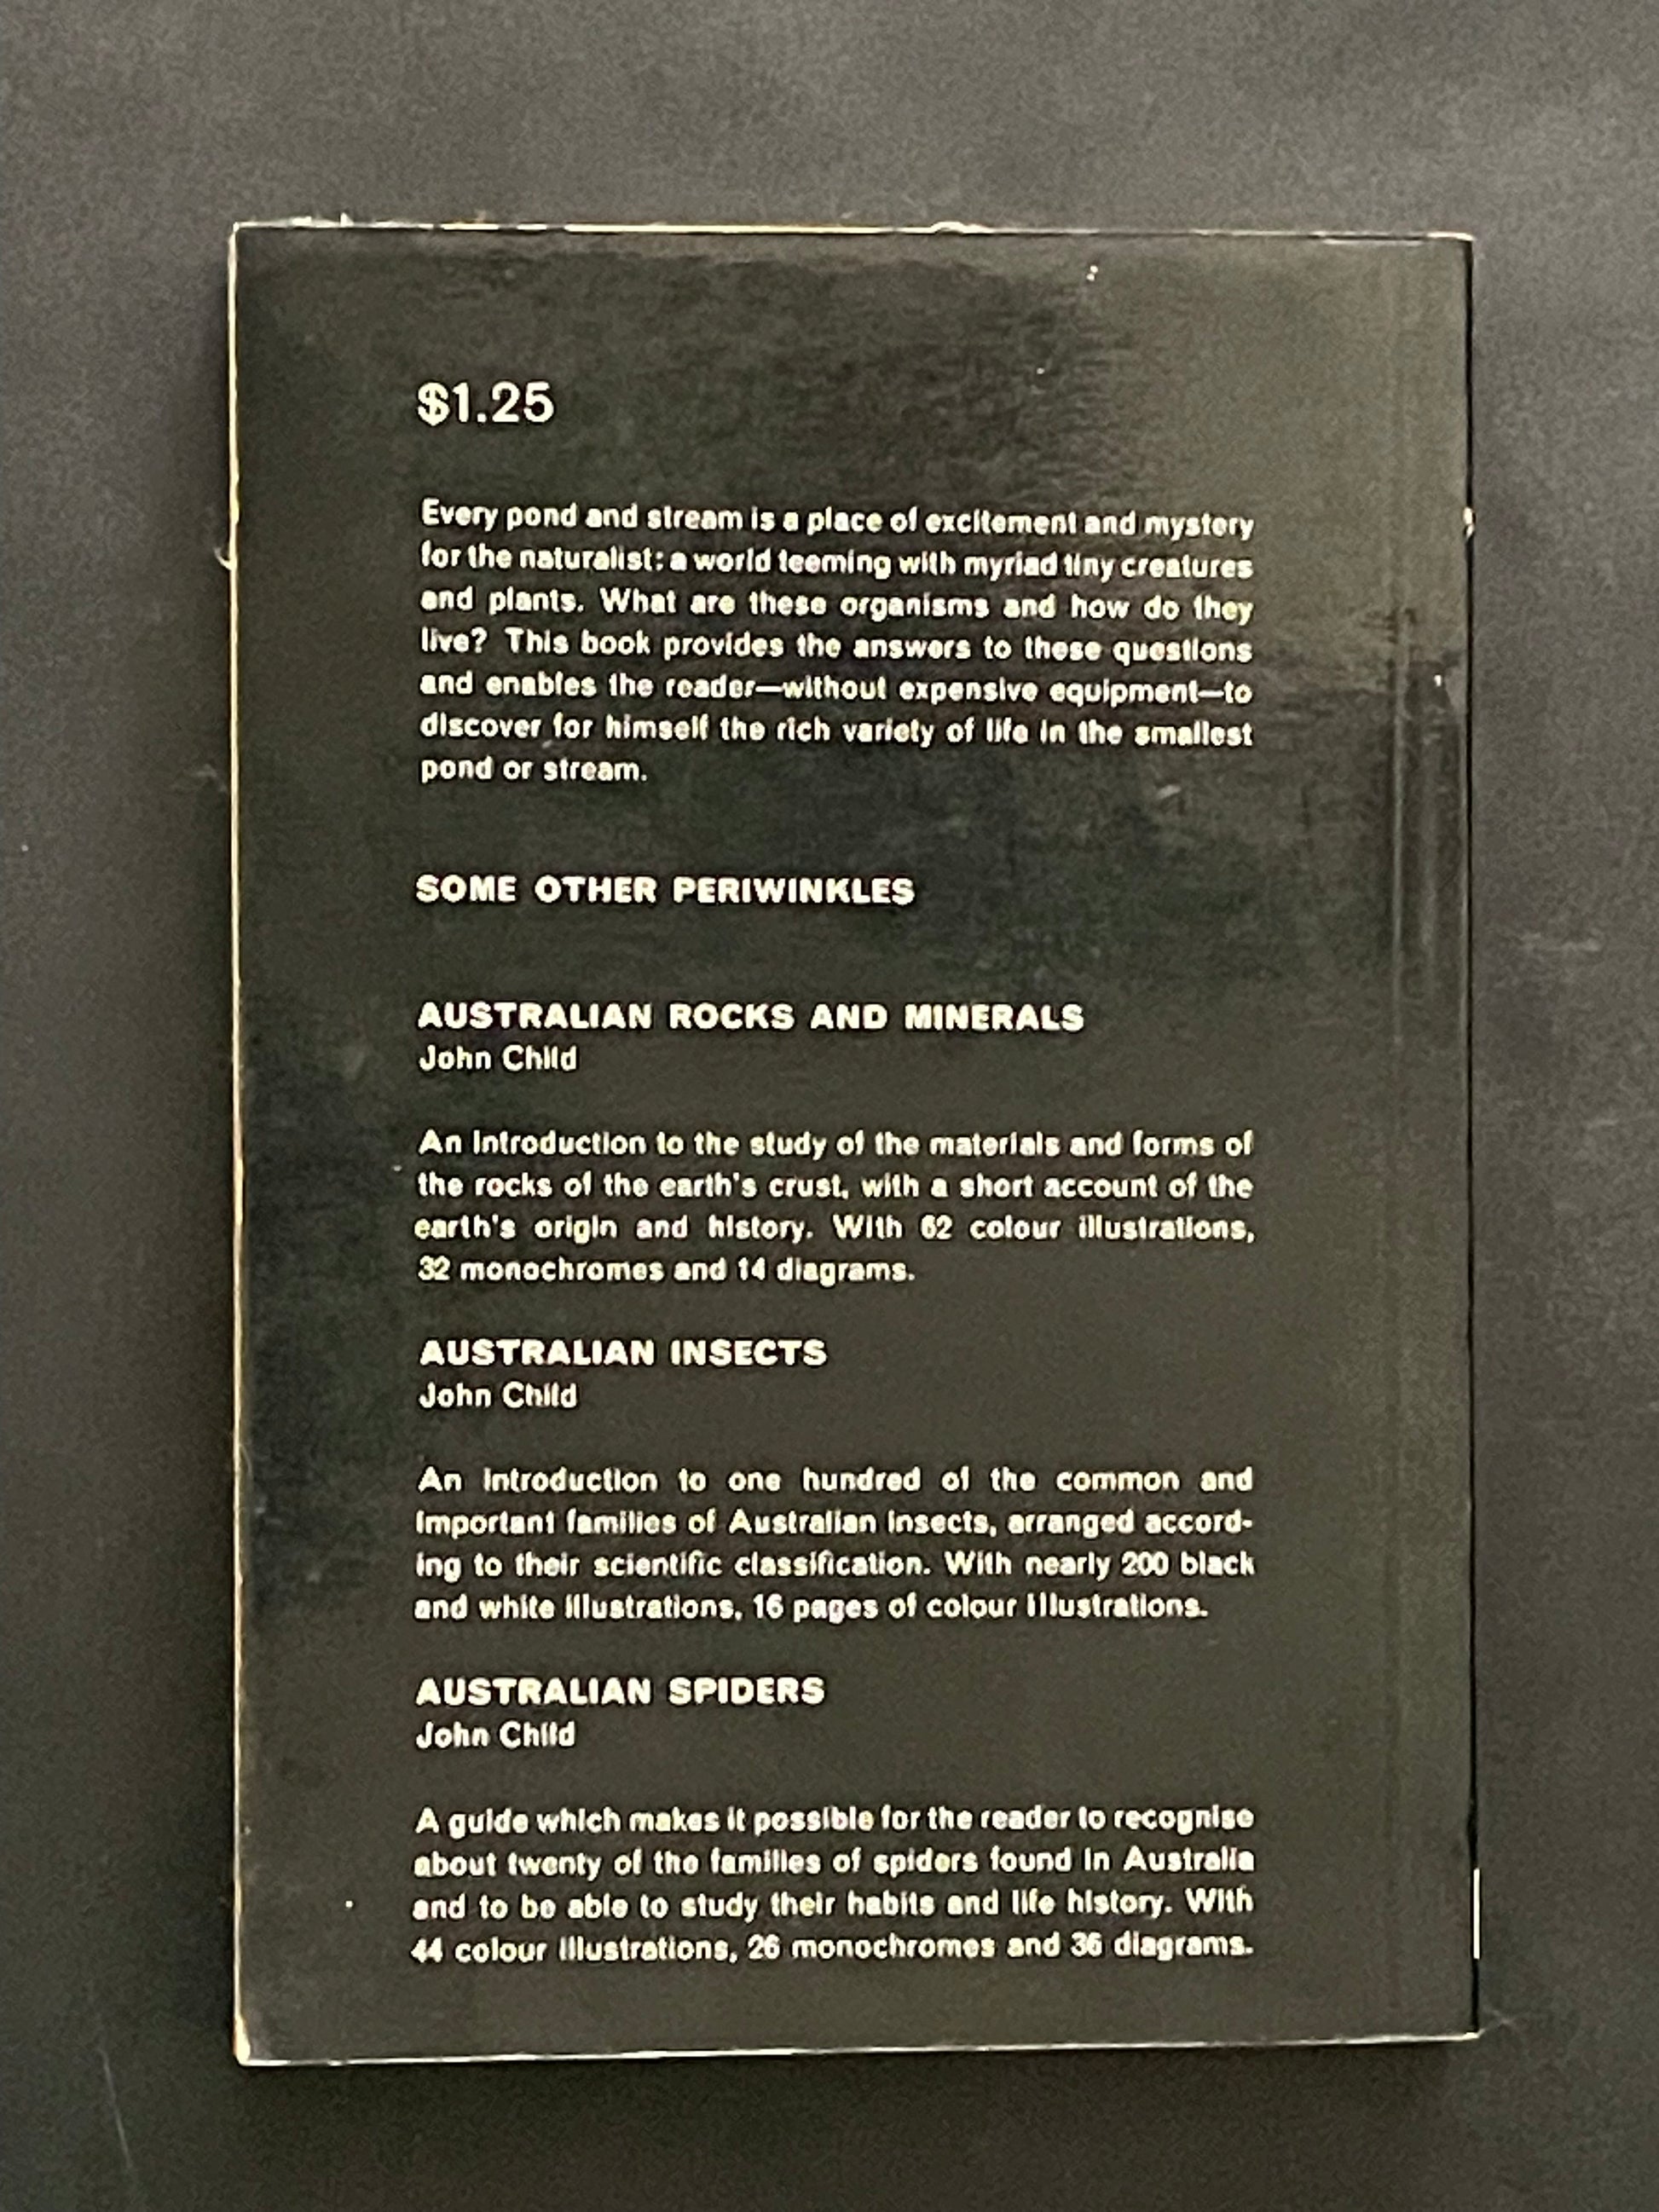 $1.25
Every pond and stream is a place of excitement and mystery
for the naturalist: a world teeming with myriad tiny creatures
and plants. What are these organisms and how do they
live? This book provides the answers to these questions
and enables the reader—without expensive equipment—to
discover for himself the rich variety of life in the smallest
pond or stream.
SOME OTHER PERIWINKLES
AUSTRALIAN ROCKS AND MINERALS
John Child
An introduction to the study of the materials and forms of
the rocks of the earth's crust, with a short account of the
earth's origin and history. With 62 colour illustrations,
32 monochromes and 14 diagrams.
AUSTRALIAN INSECTS
John Child
An introduction to one hundred of the common and
important families of Australian insects, arranged accord-
ing to their scientific classification. With nearly 200 black
and white illustrations, 16 pages of colour illustrations.
AUSTRALIAN SPIDERS
John Child
A guide which makes it possible for the reader to recognise
about twenty of the families of spiders found in Australia
and to be able to study their habits and life history. With
44 colour illustrations, 26 monochromes and 36 diagrams.